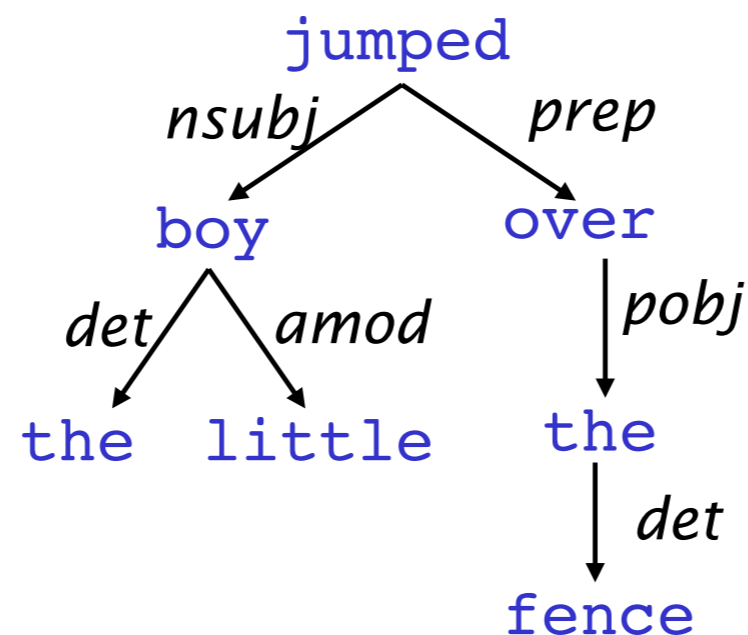 jumped
nsubj prep
boy over
det amod pobj
the little the
det
fence